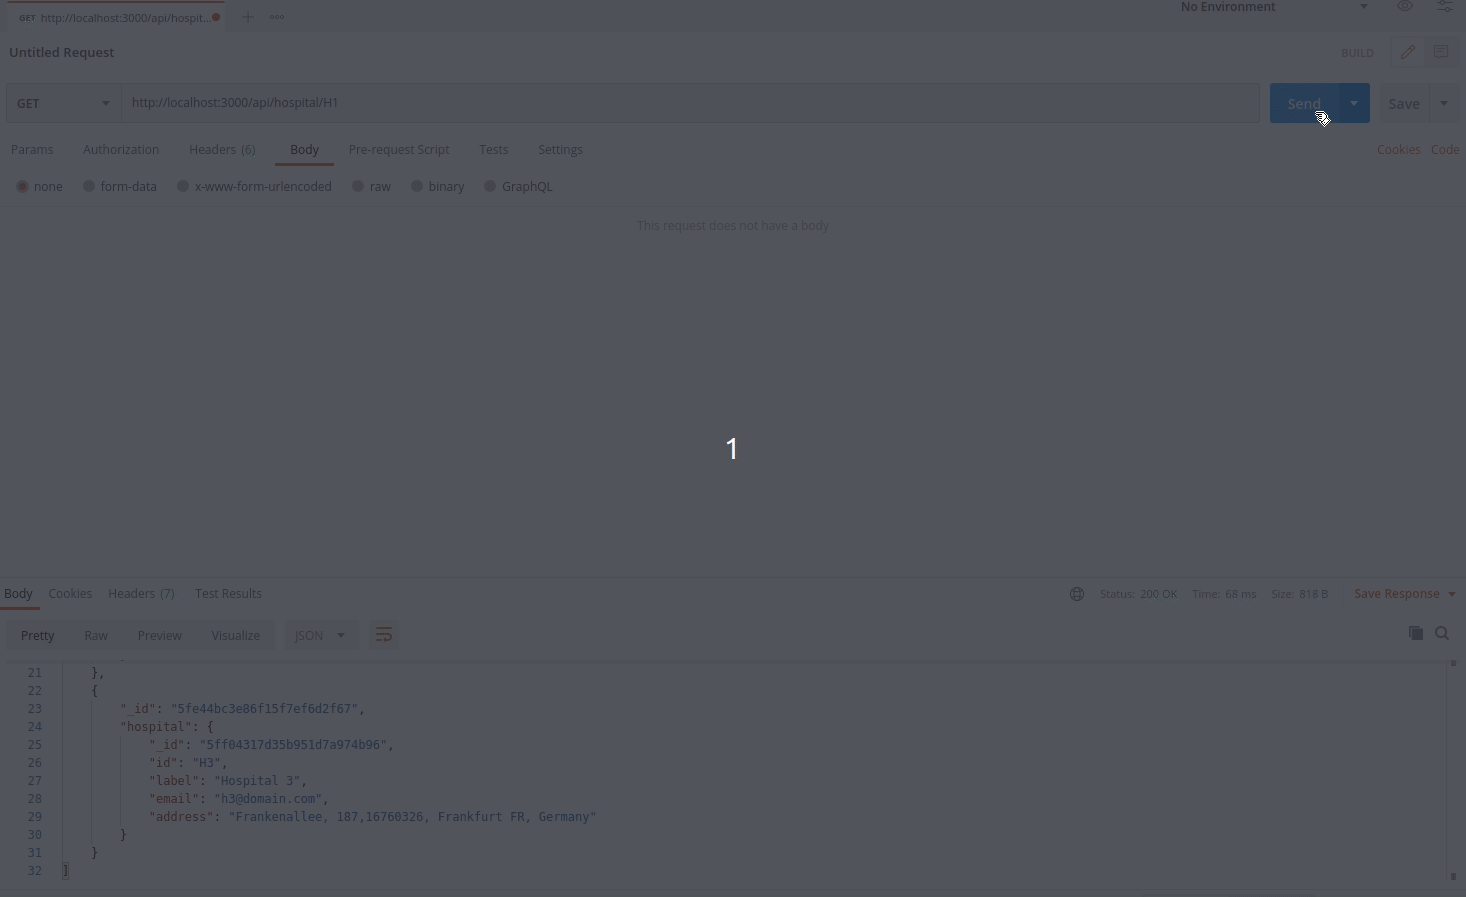 No Environment
GET http://localhost:3000/api/hospit...
Untitled Request
BUILD
GET
http://localhost:3000/api/hospital/H1
Send
Save
Params Authorization Headers (6) Body Pre-request Script Tests Settings Cookies Code
none form-data x-www-form-urlencoded raw binary GraphQL
This request does not have a body
1
Body Cookies Headers (7) Test Results Status: 200 OK Time: 68 ms Size: 818 B Save Response
Pretty Raw Preview Visualize JSON
21 },
22 {
23 "_id": "5fe44bc3e86f15f7ef6d2f67",
24 "hospital": {
25 "_id": "5ff04317d35b951d7a974b96",
26 "id": "H3",
27 "label": "Hospital 3",
28 "email": "h3@domain.com",
29 "address": "Frankenallee, 187,16760326, Frankfurt FR, Germany"
30 }
31 }
32 ]